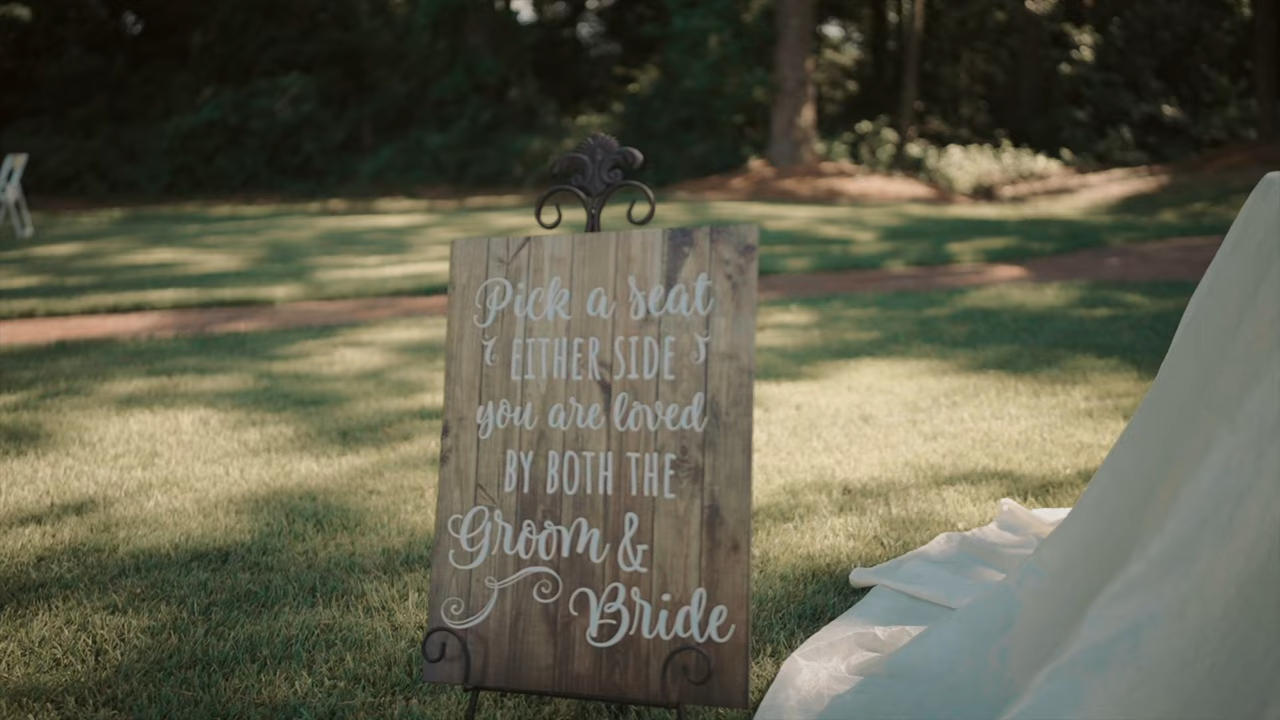 Pick a seat
EITHER SIDE
you are loved
BY BOTH THE
Groom &
Bride